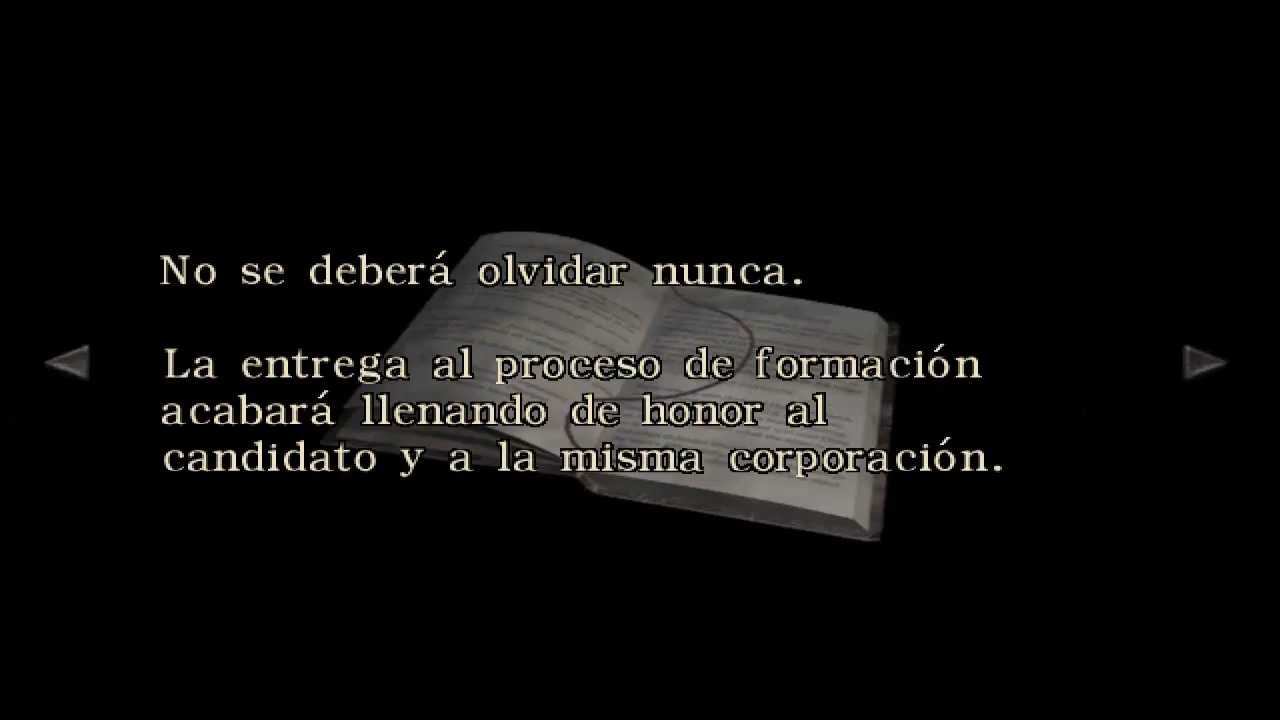 No se deberá olvidar nunca.
La entrega al proceso de formación
acabará llenando de honor al
candidato y a la misma corporación.